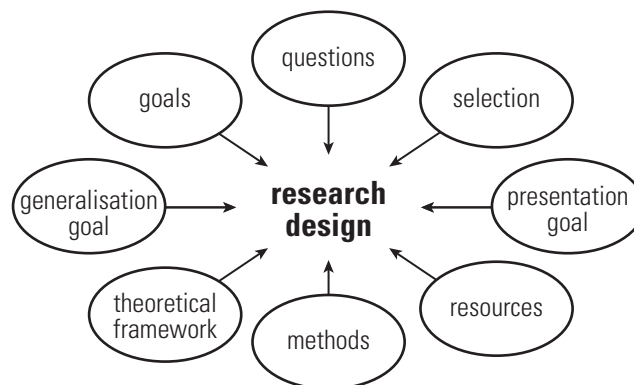 questions
goals
selection
generalisation
goal
research
design
presentation
goal
theoretical
framework
methods
resources